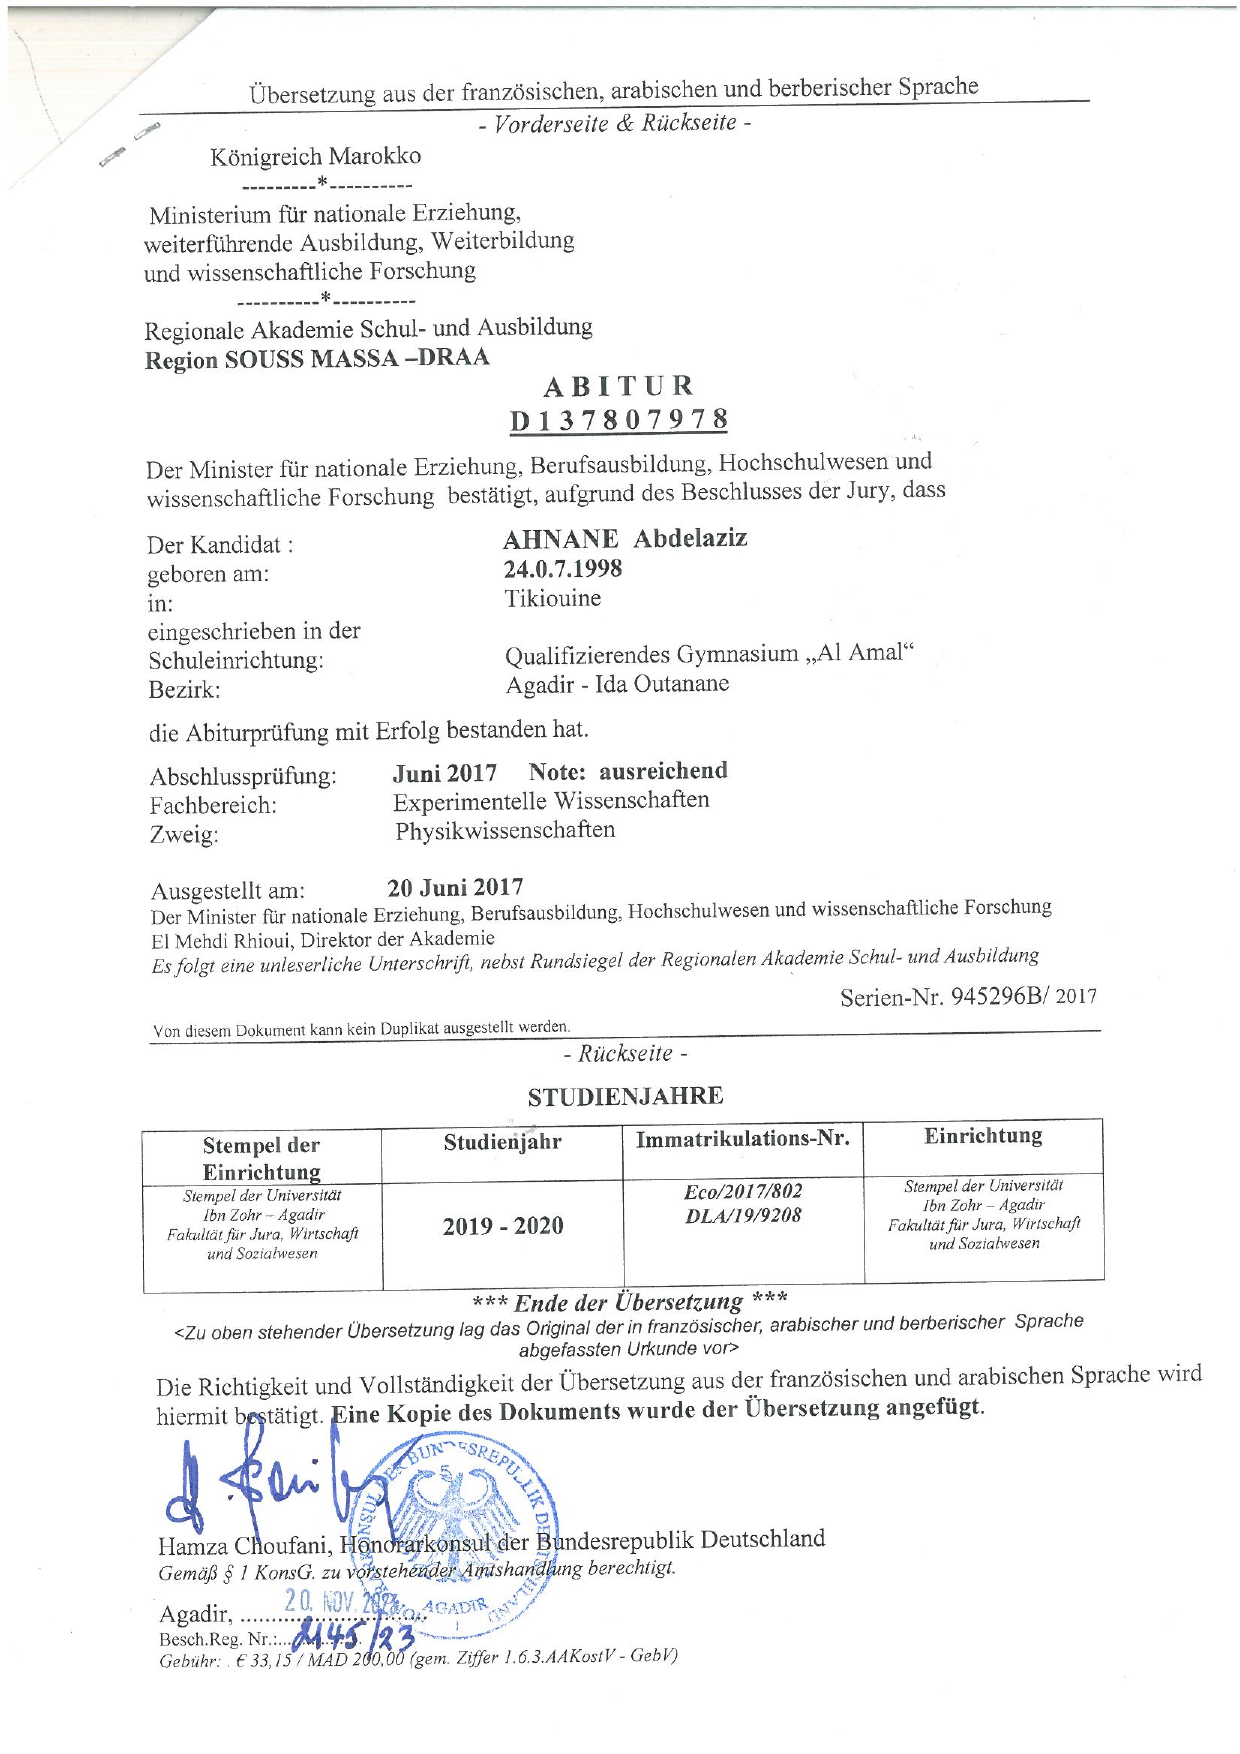 Übersetzung aus der französischen, arabischen und berberischer Sprache
- Vorderseite & Rückseite -
Königreich Marokko
---------*----------
Ministerium für nationale Erziehung,
weiterführende Ausbildung, Weiterbildung
und wissenschaftliche Forschung
----------*----------
Regionale Akademie Schul- und Ausbildung
Region SOUSS MASSA –DRAA
A B I T U R
D 1 3 7 8 0 7 9 7 8
Der Minister für nationale Erziehung, Berufsausbildung, Hochschulwesen und
wissenschaftliche Forschung bestätigt, aufgrund des Beschlusses der Jury, dass
Der Kandidat : AHNANE Abdelaziz
geboren am: 24.0.7.1998
in: Tikiouine
eingeschrieben in der
Schuleinrichtung: Qualifizierendes Gymnasium „Al Amal“
Bezirk: Agadir - Ida Outanane
die Abiturprüfung mit Erfolg bestanden hat.
Abschlussprüfung: Juni 2017 Note: ausreichend
Fachbereich: Experimentelle Wissenschaften
Zweig: Physikwissenschaften
Ausgestellt am: 20 Juni 2017
Der Minister für nationale Erziehung, Berufsausbildung, Hochschulwesen und wissenschaftliche Forschung
El Mehdi Rhioui, Direktor der Akademie
Es folgt eine unleserliche Unterschrift, nebst Rundsiegel der Regionalen Akademie Schul- und Ausbildung
Serien-Nr. 945296B/ 2017
Von diesem Dokument kann kein Duplikat ausgestellt werden.
- Rückseite -
STUDIENJAHRE
Stempel der Einrichtung Studienjahr Immatrikulations-Nr. Einrichtung
Stempel der Universität
Ibn Zohr – Agadir
Fakultät für Jura, Wirtschaft
und Sozialwesen
2019 - 2020
Eco/2017/802
DLA/19/9208
Stempel der Universität
Ibn Zohr – Agadir
Fakultät für Jura, Wirtschaft
und Sozialwesen
*** Ende der Übersetzung ***
<Zu oben stehender Übersetzung lag das Original der in französischer, arabischer und berberischer Sprache
abgefassten Urkunde vor>
Die Richtigkeit und Vollständigkeit der Übersetzung aus der französischen und arabischen Sprache wird
hiermit bestätigt. Eine Kopie des Dokuments wurde der Übersetzung angefügt.
HONORARKONSUL DER BUNDESREPUBLIK DEUTSCHLAND
AGADIR
Hamza Choufani, Honorarkonsul der Bundesrepublik Deutschland
Gemäß § 1 KonsG. zu vorstehender Amtshandlung berechtigt.
Agadir, 20. NOV. 2023
Besch.Reg. Nr.:...2145/23
Gebühr: . € 33,15 / MAD 200,00 (gem. Ziffer 1.6.3.AAKostV - GebV)